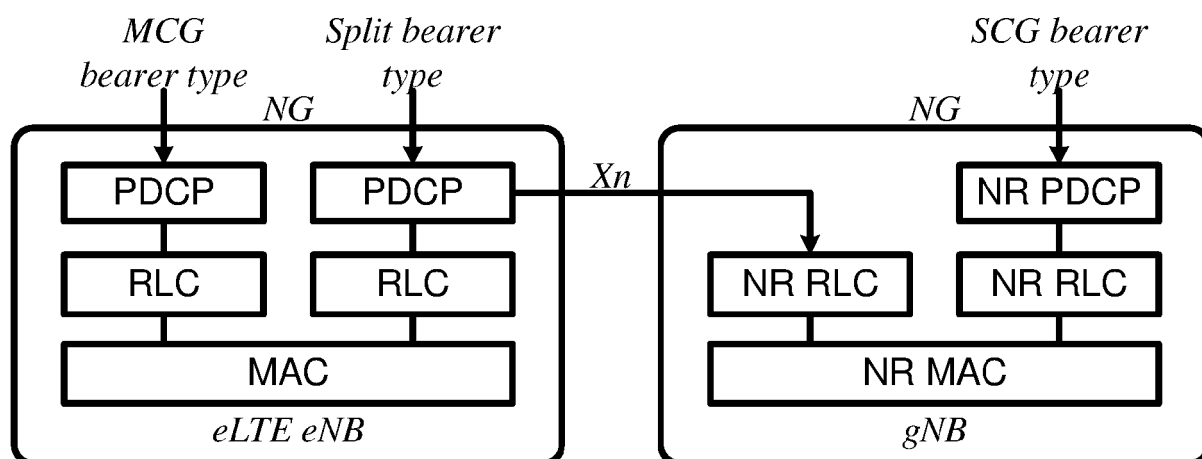 MCG
bearer type
Split bearer
type
SCG bearer
type
NG
NG
PDCP
PDCP
Xn
NR PDCP
RLC
RLC
NR RLC
NR RLC
MAC
NR MAC
eLTE eNB
gNB